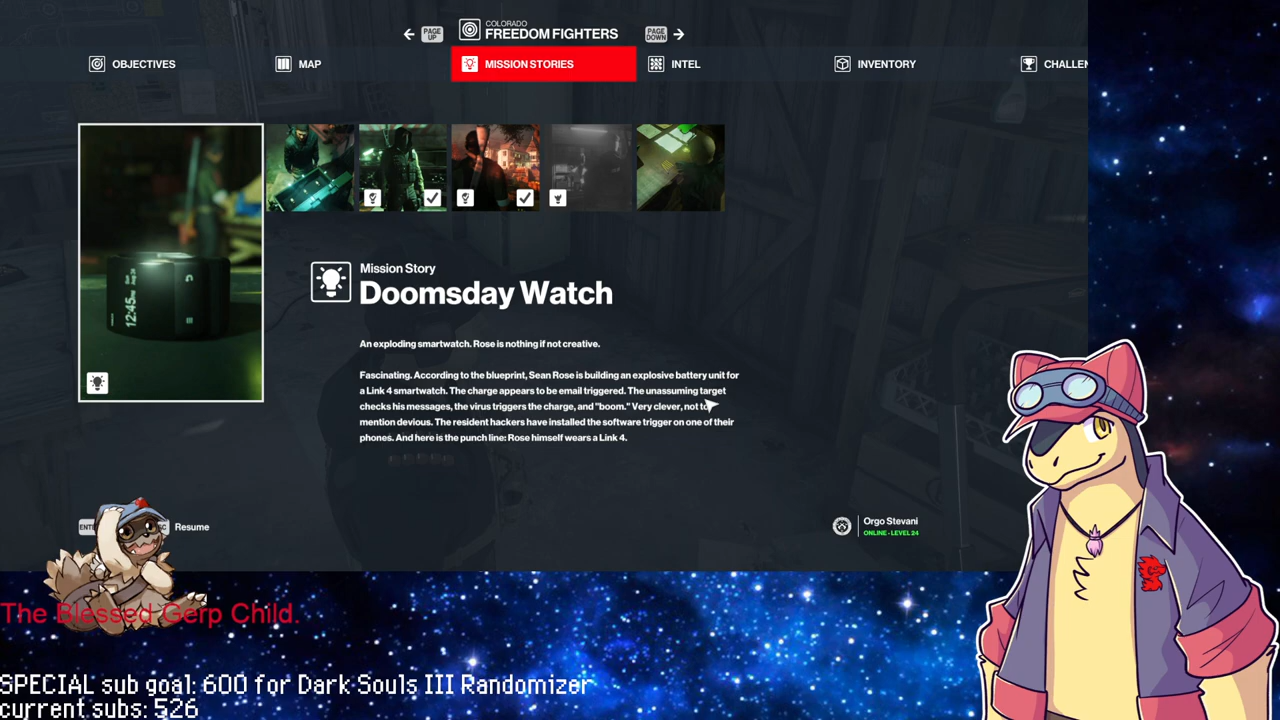 PAGE UP
COLORADO
FREEDOM FIGHTERS
PAGE DOWN
OBJECTIVES
MAP
MISSION STORIES
INTEL
INVENTORY
CHALLEN
12:45
Mission Story
Doomsday Watch
An exploding smartwatch. Rose is nothing if not creative.
Fascinating. According to the blueprint, Sean Rose is building an explosive battery unit for
a Link 4 smartwatch. The charge appears to be email triggered. The unassuming target
checks his messages, the virus triggers the charge, and "boom." Very clever, not to
mention devious. The resident hackers have installed the software trigger on one of their
phones. And here is the punch line: Rose himself wears a Link 4.
Resume
Orgo Stevani
ONLINE - LEVEL 24
The Blessed Gerp Child.
SPECIAL sub goal: 600 for Dark Souls III Randomizer
current subs: 526